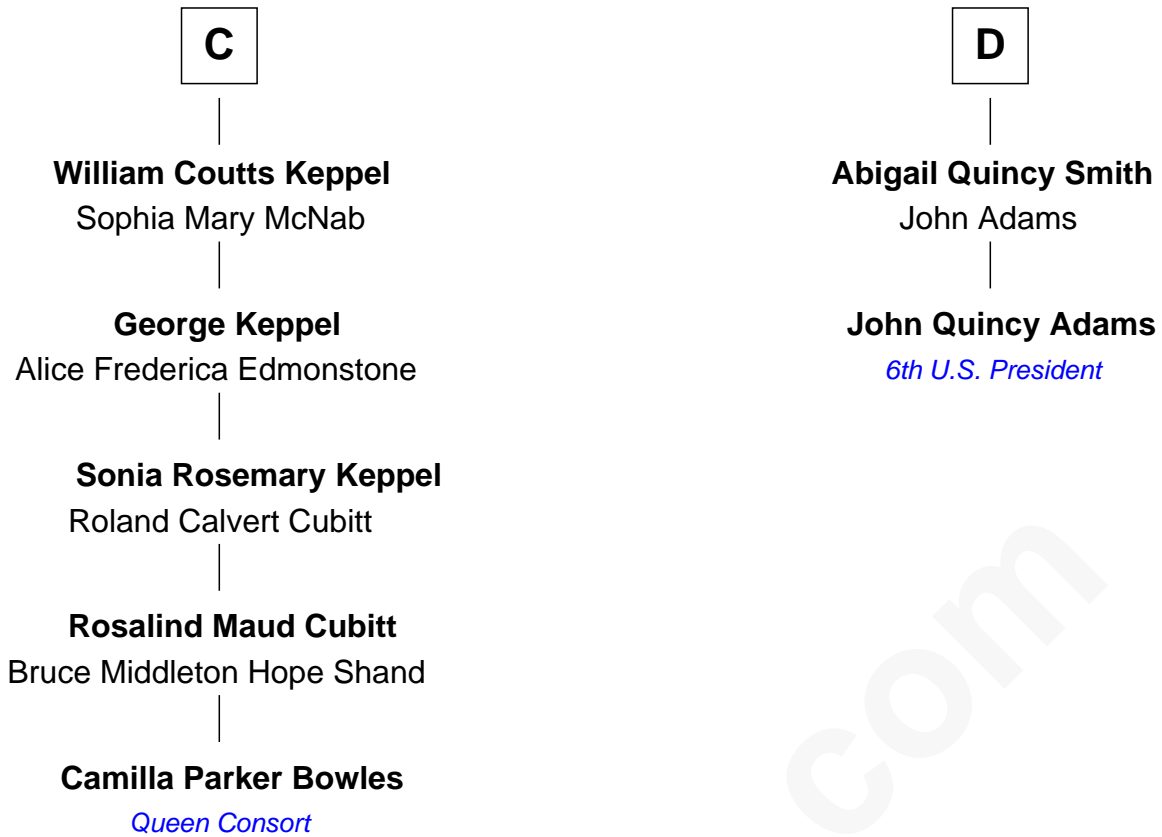 C
William Coutts Keppel
Sophia Mary McNab
George Keppel
Alice Frederica Edmonstone
Sonia Rosemary Keppel
Roland Calvert Cubitt
Rosalind Maud Cubitt
Bruce Middleton Hope Shand
Camilla Parker Bowles
Queen Consort
D
Abigail Quincy Smith
John Adams
John Quincy Adams
6th U.S. President
com